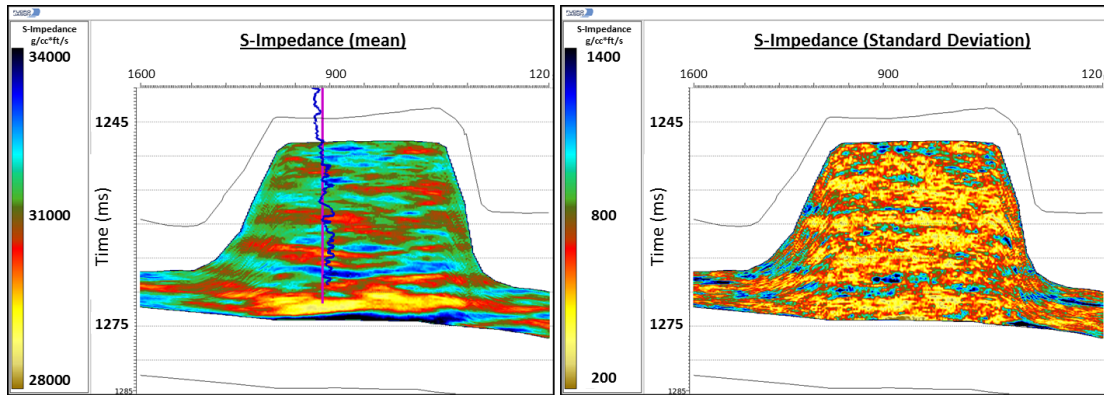 S-Impedance
g/cc*ft/s
34000
31000
28000
S-Impedance (mean)
1600
900
120
Time (ms)
1245
1275
1285
S-Impedance
g/cc*ft/s
1400
800
200
S-Impedance (Standard Deviation)
1600
900
120
Time (ms)
1245
1275
1285